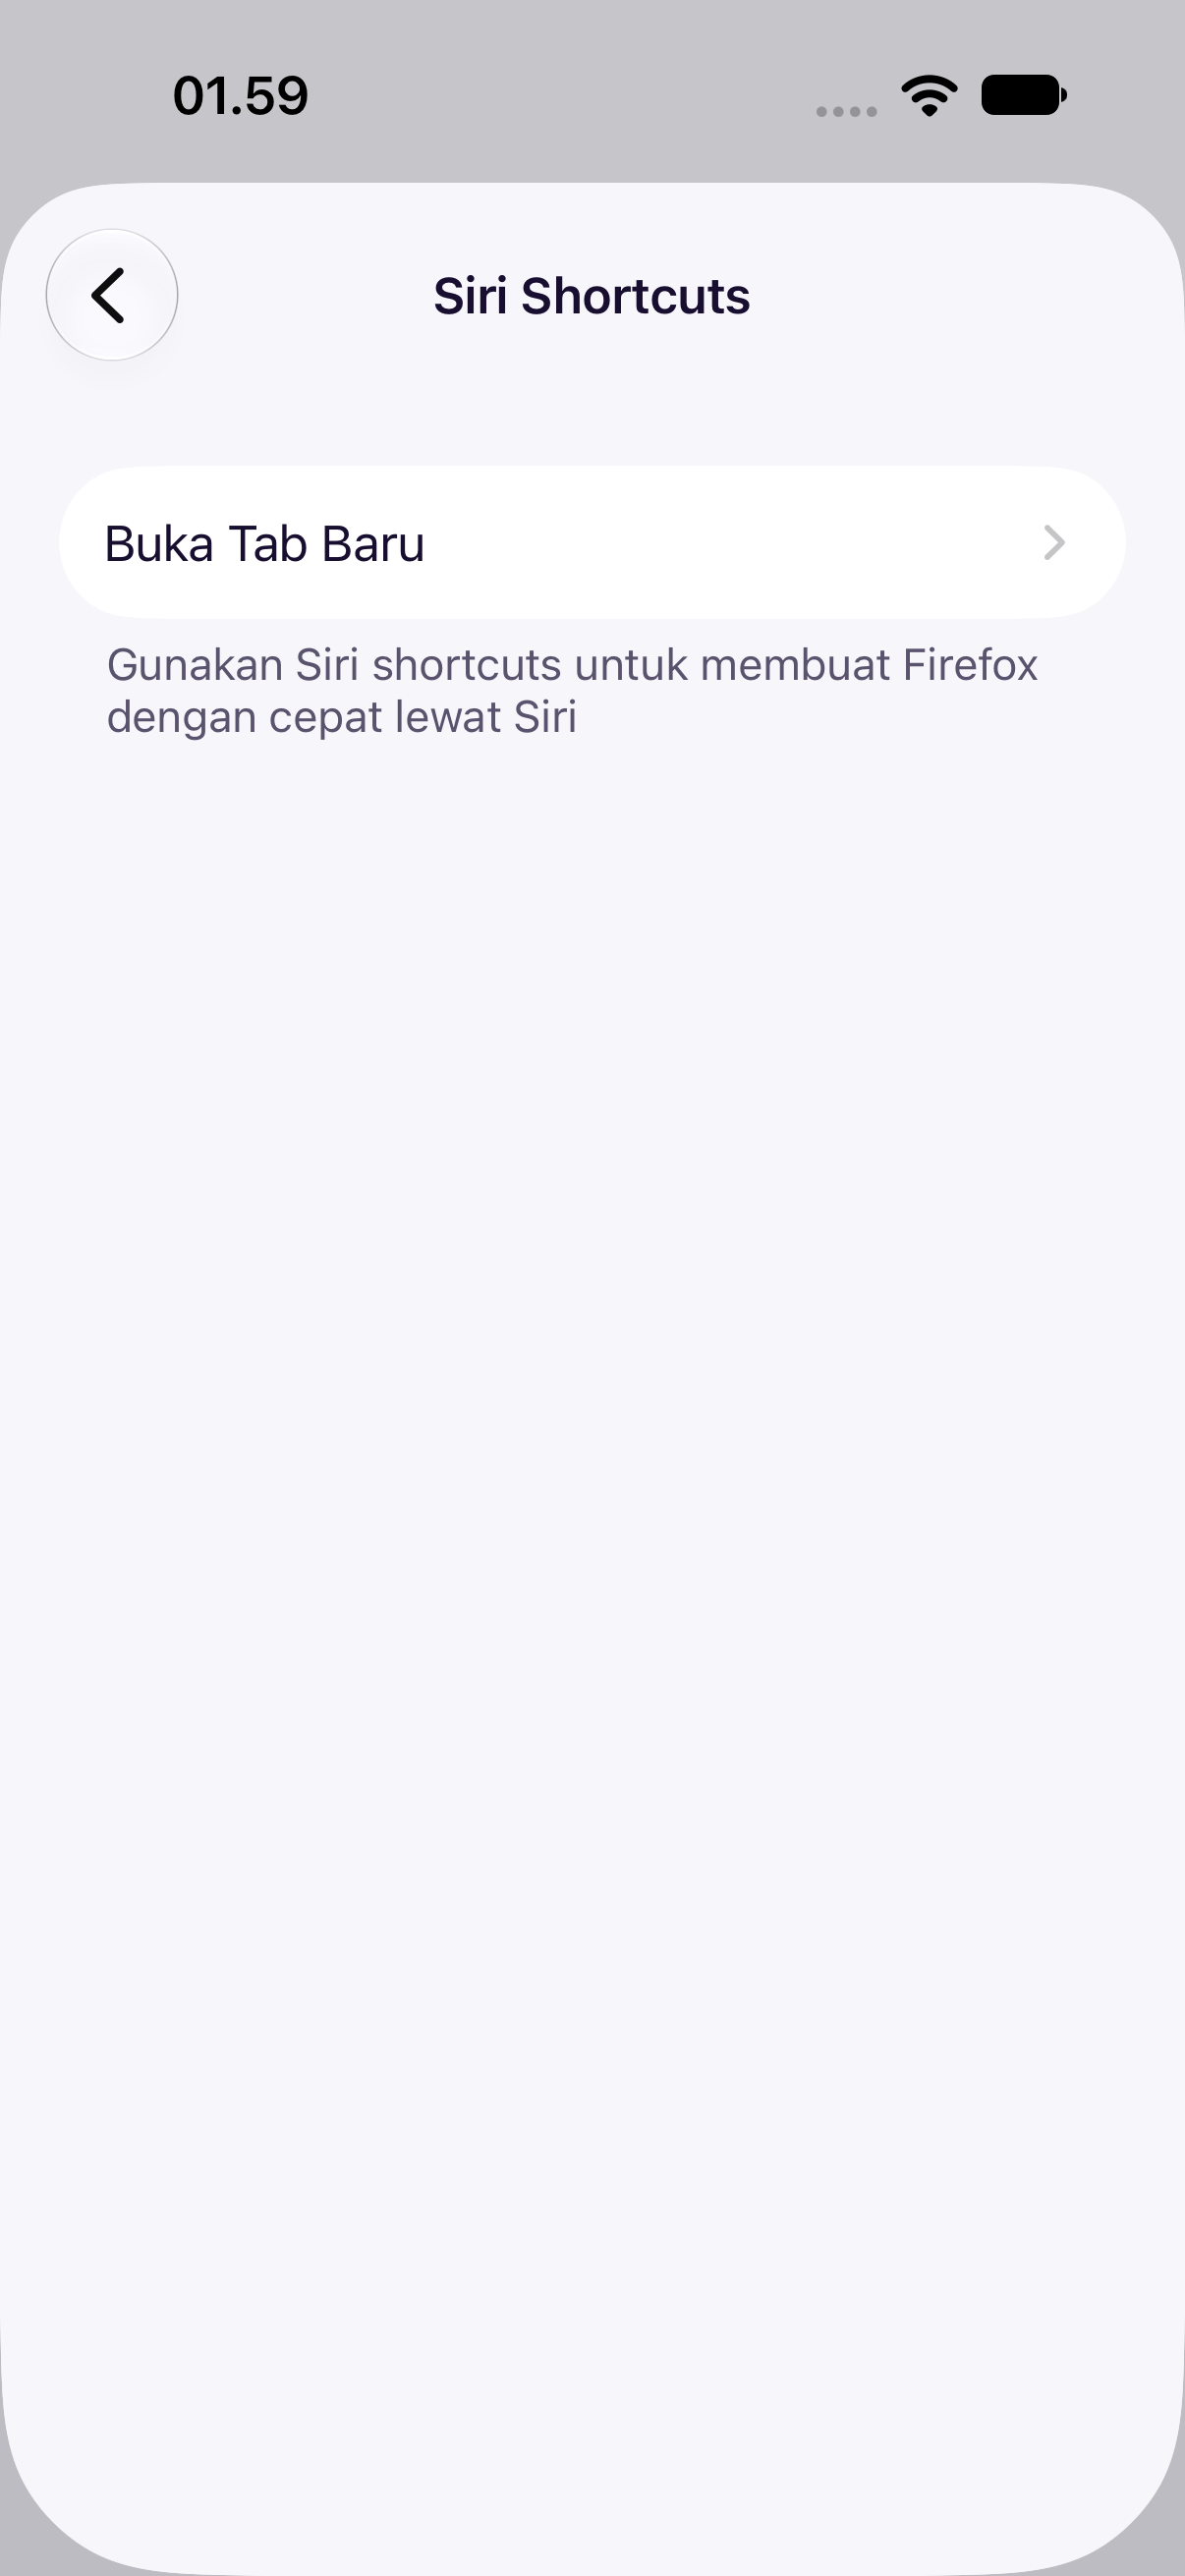 01.59
Siri Shortcuts
Buka Tab Baru
Gunakan Siri shortcuts untuk membuat Firefox
dengan cepat lewat Siri